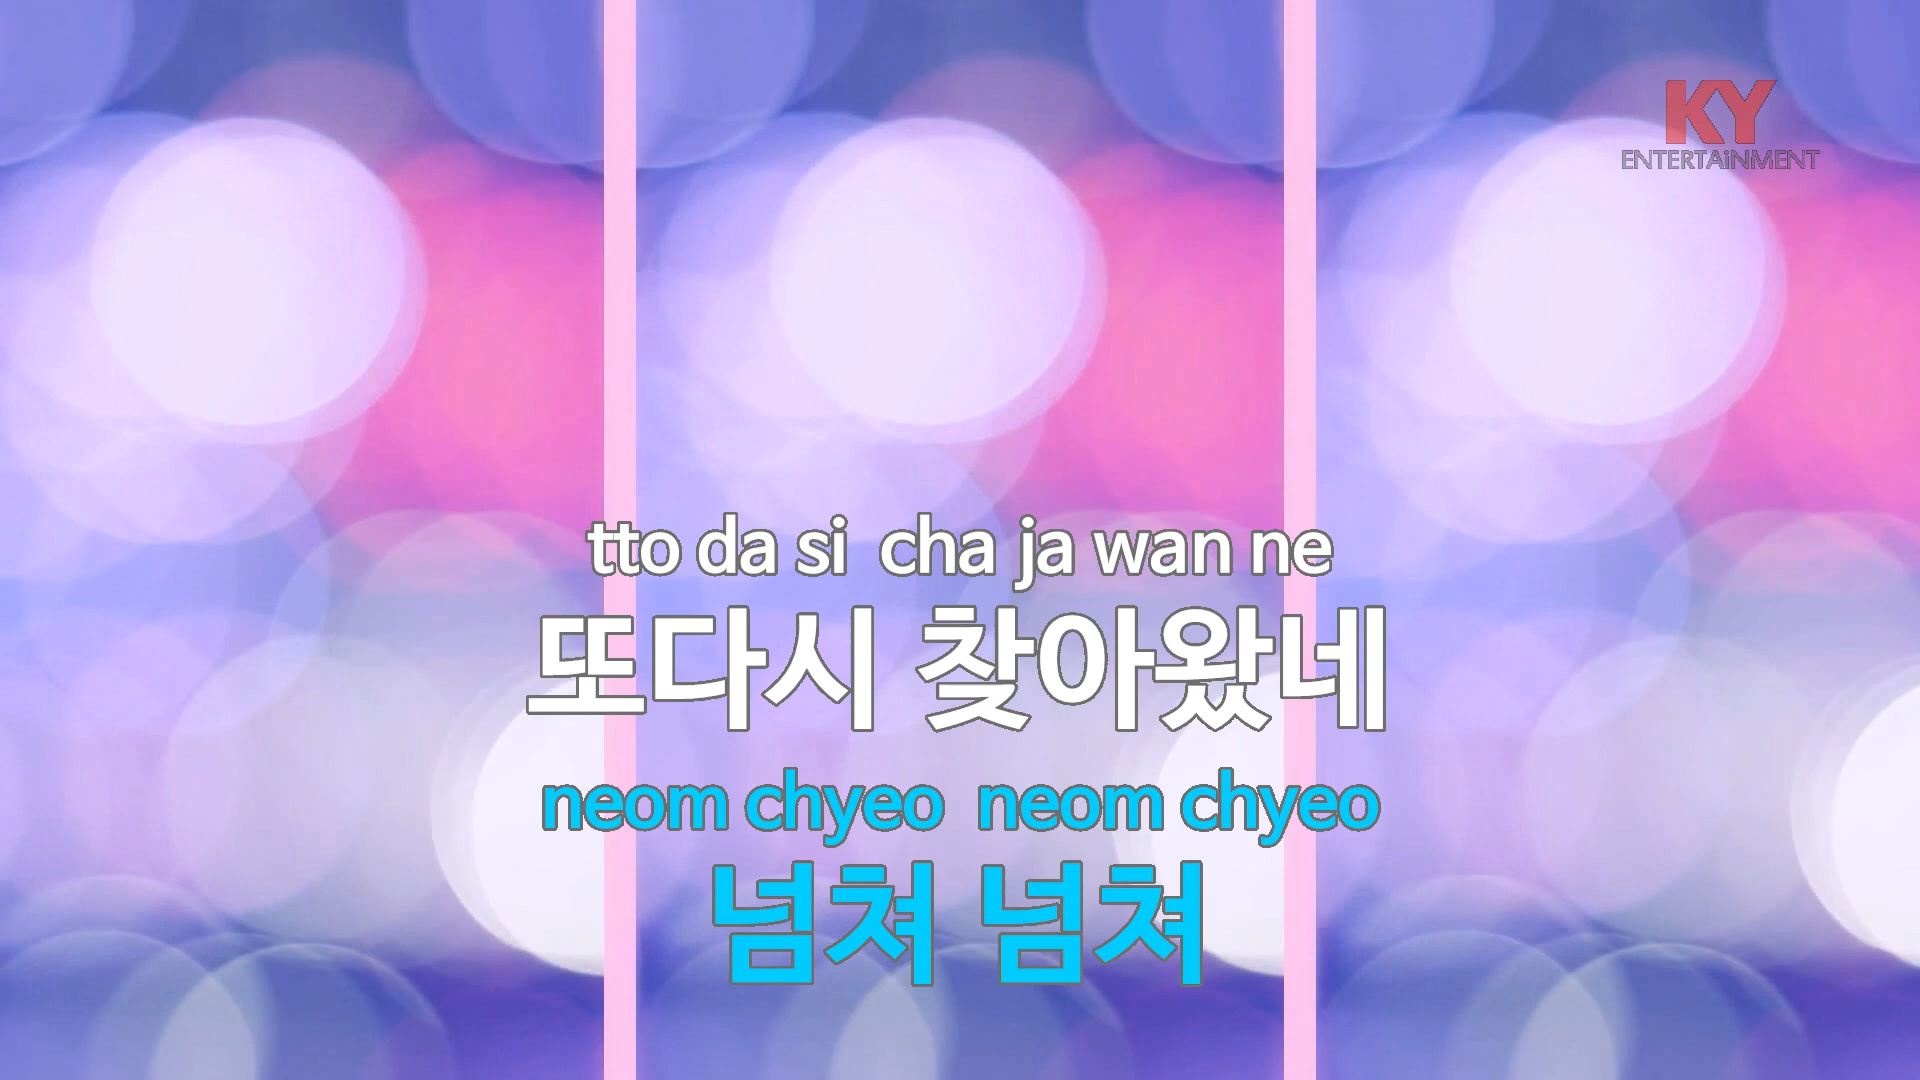 KY
ENTERTAiNMENT
tto da si cha ja wan ne
또다시 찾아왔네
neom chyeo neom chyeo
넘쳐 넘쳐